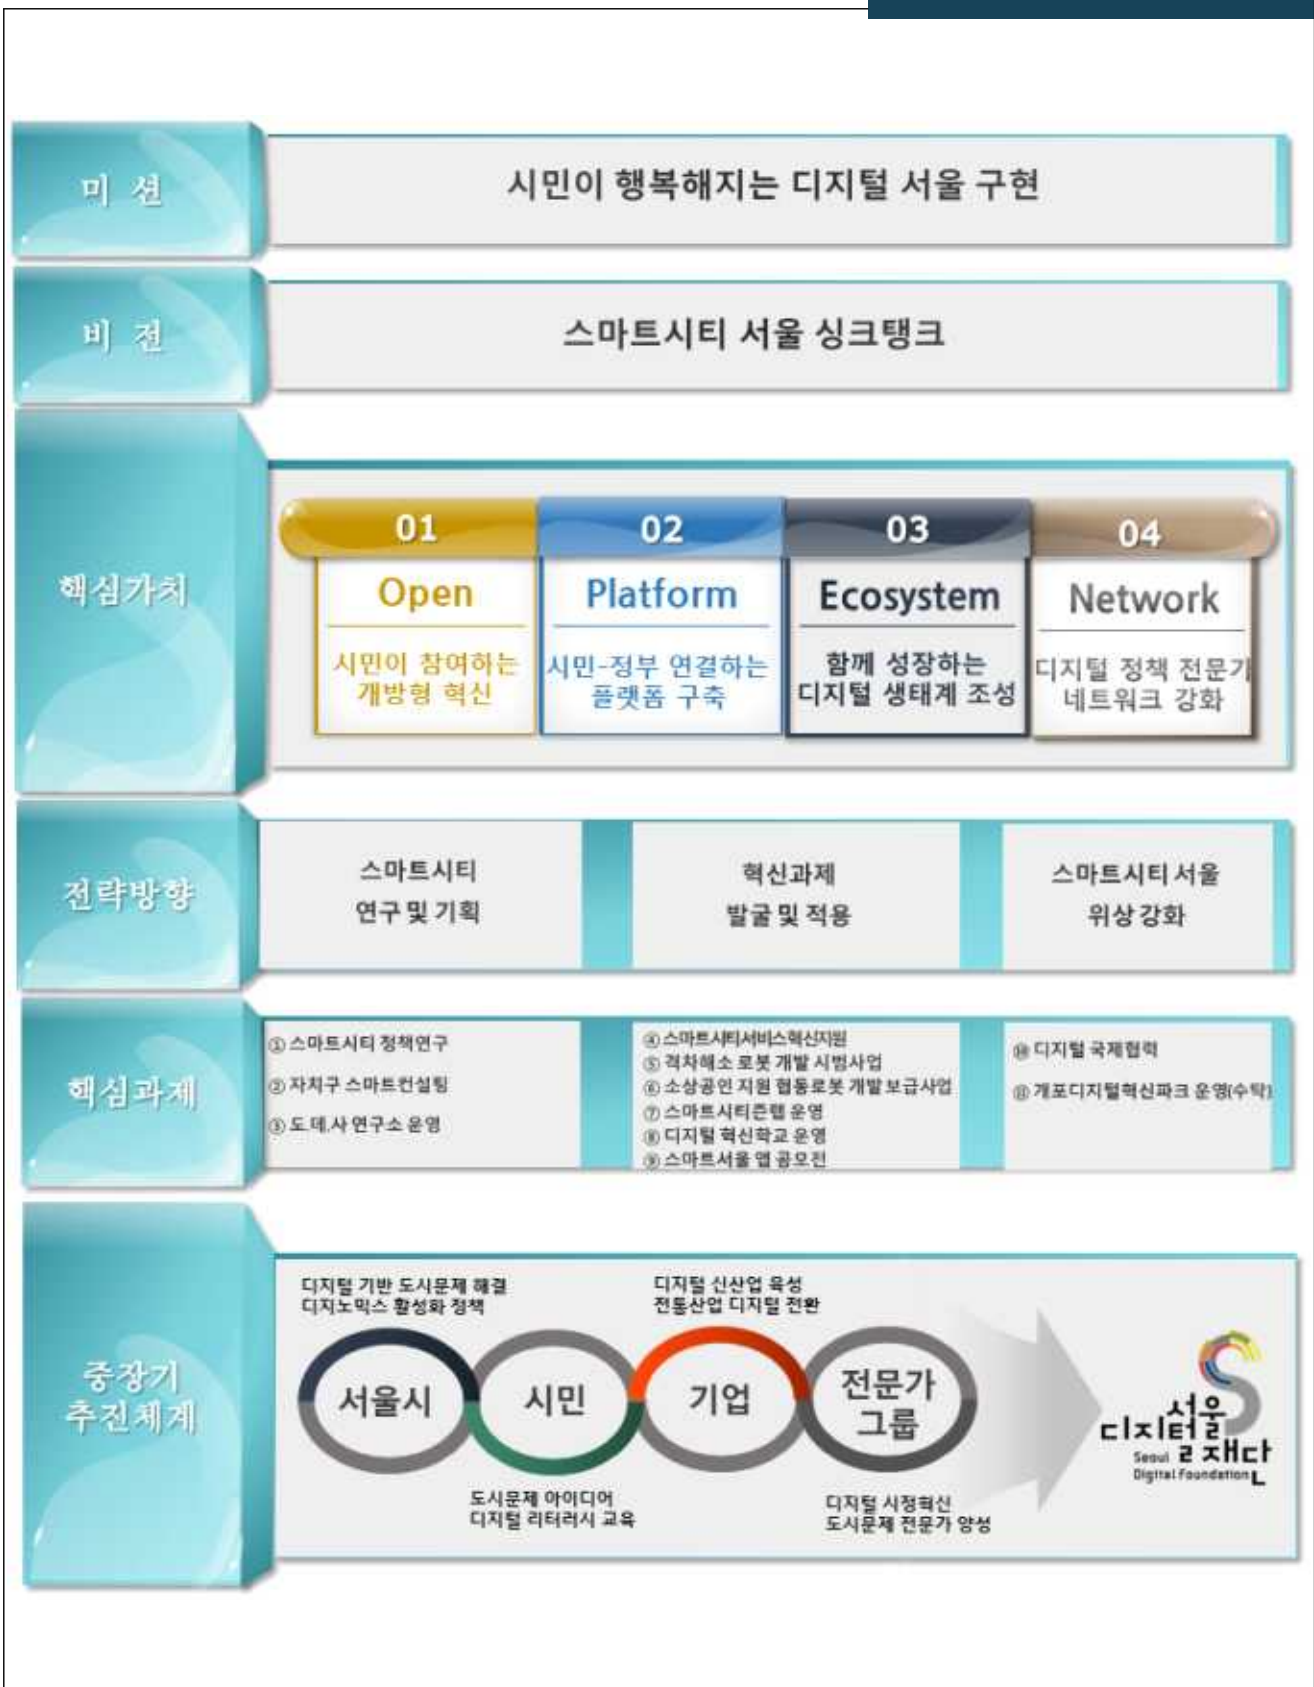 미 션
시민이 행복해지는 디지털 서울 구현
비 전
스마트시티 서울 싱크탱크
핵심가치
01
Open
시민이 참여하는
개방형 혁신
02
Platform
시민-정부 연결하는
플랫폼 구축
03
Ecosystem
함께 성장하는
디지털 생태계 조성
04
Network
디지털 정책 전문가
네트워크 강화
전략방향
스마트시티
연구 및 기획
혁신과제
발굴 및 적용
스마트시티 서울
위상 강화
핵심과제
① 스마트시티 정책연구
② 자치구 스마트컨설팅
③ 도.데.사 연구소 운영
④ 스마트시티서비스혁신지원
⑤ 격차해소 로봇 개발 시범사업
⑥ 소상공인 지원 협동로봇 개발 보급사업
⑦ 스마트시티즌랩 운영
⑧ 디지털 혁신학교 운영
⑨ 스마트서울 앱 공모전
⑩ 디지털 국제협력
⑪ 개포디지털혁신파크 운영(수탁)
중장기
추진체계
디지털 기반 도시문제 해결
디지노믹스 활성화 정책
디지털 신산업 육성
전통산업 디지털 전환
서울시
시민
기업
전문가
그룹
도시문제 아이디어
디지털 리터러시 교육
디지털 시정혁신
도시문제 전문가 양성
서울
디지털
재단
Seoul
Digital Foundation